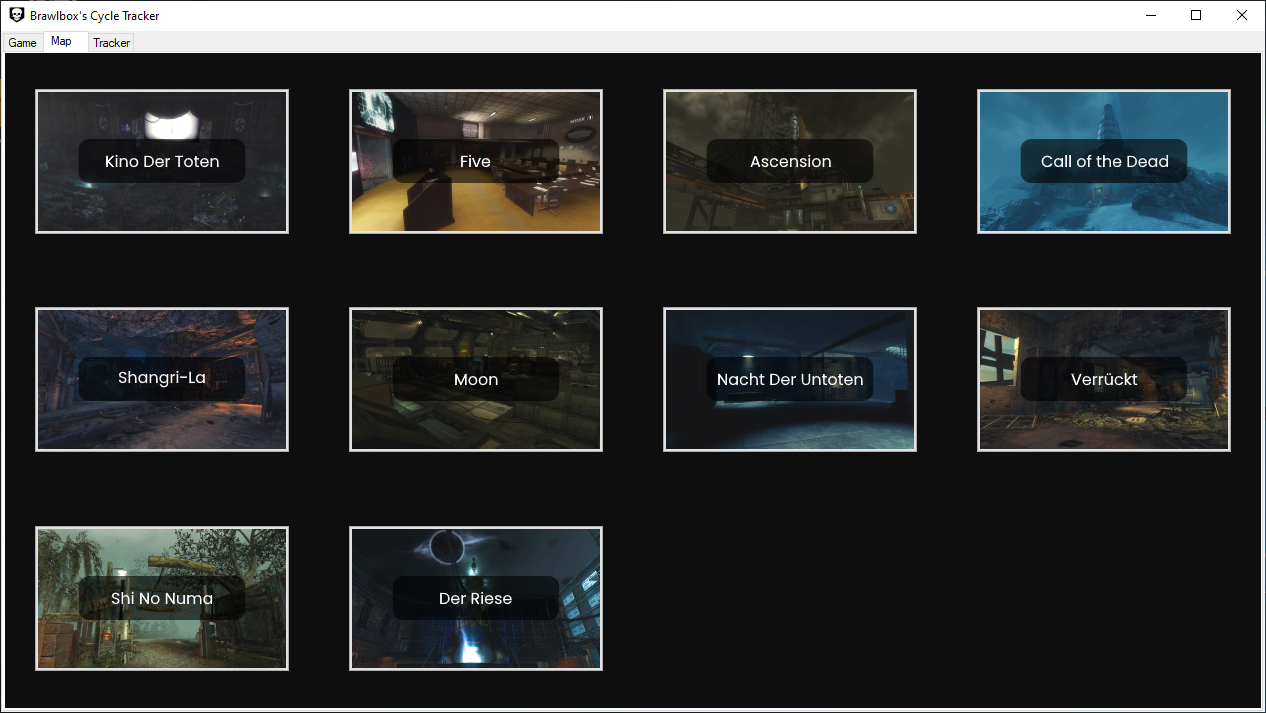 Brawlbox's Cycle Tracker
Game Map Tracker
Kino Der Toten Five Ascension Call of the Dead
Shangri-La Moon Nacht Der Untoten Verrückt
Shi No Numa Der Riese